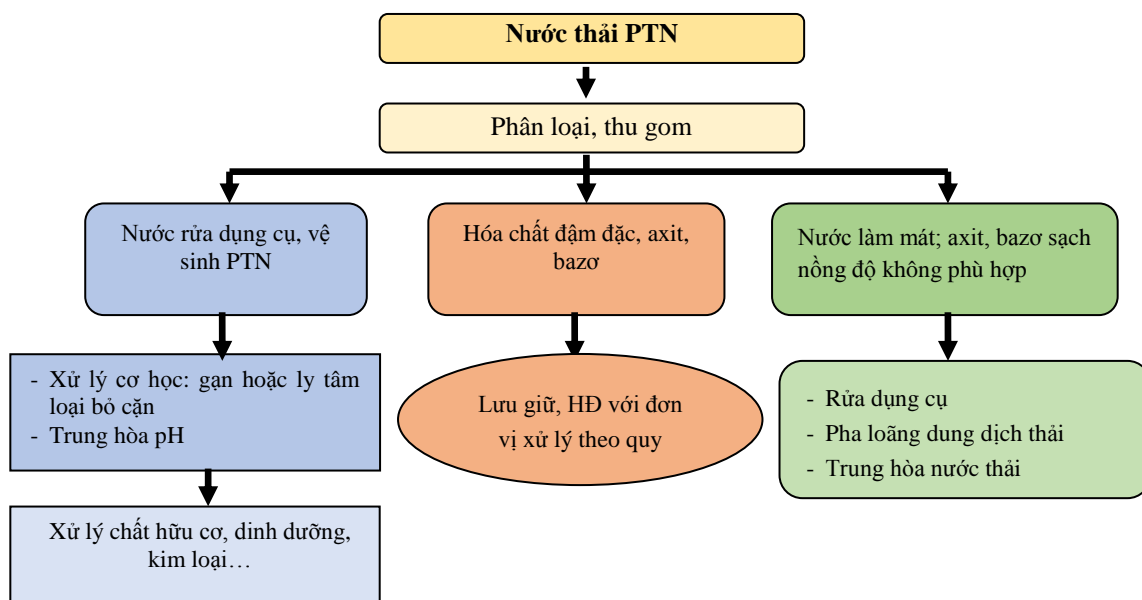 Nước thải PTN
Phân loại, thu gom
Nước rửa dụng cụ, vệ
sinh PTN
Hóa chất đậm đặc, axit,
bazơ
Nước làm mát; axit, bazơ sạch
nồng độ không phù hợp
- Xử lý cơ học: gạn hoặc ly tâm
loại bỏ cặn
- Trung hòa pH
Lưu giữ, HĐ với đơn
vị xử lý theo quy
- Rửa dụng cụ
- Pha loãng dung dịch thải
- Trung hòa nước thải
Xử lý chất hữu cơ, dinh dưỡng,
kim loại…